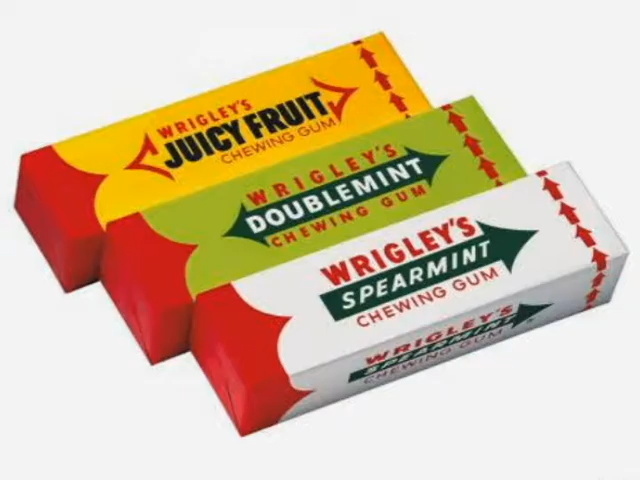 WRIGLEY'S
JUICY FRUIT
CHEWING GUM
WRIGLEY'S
DOUBLEMINT
CHEWING GUM
WRIGLEY'S
SPEARMINT
CHEWING GUM
WRIGLEY'S
SPEARMINT
CHEWING GUM